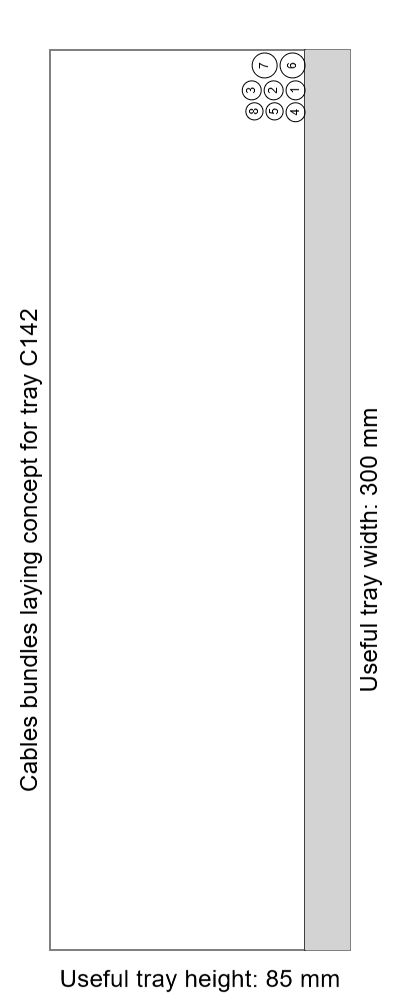 Cables bundles laying concept for tray C142
7 6
3 2 1
8 5 4
Useful tray width: 300 mm
Useful tray height: 85 mm